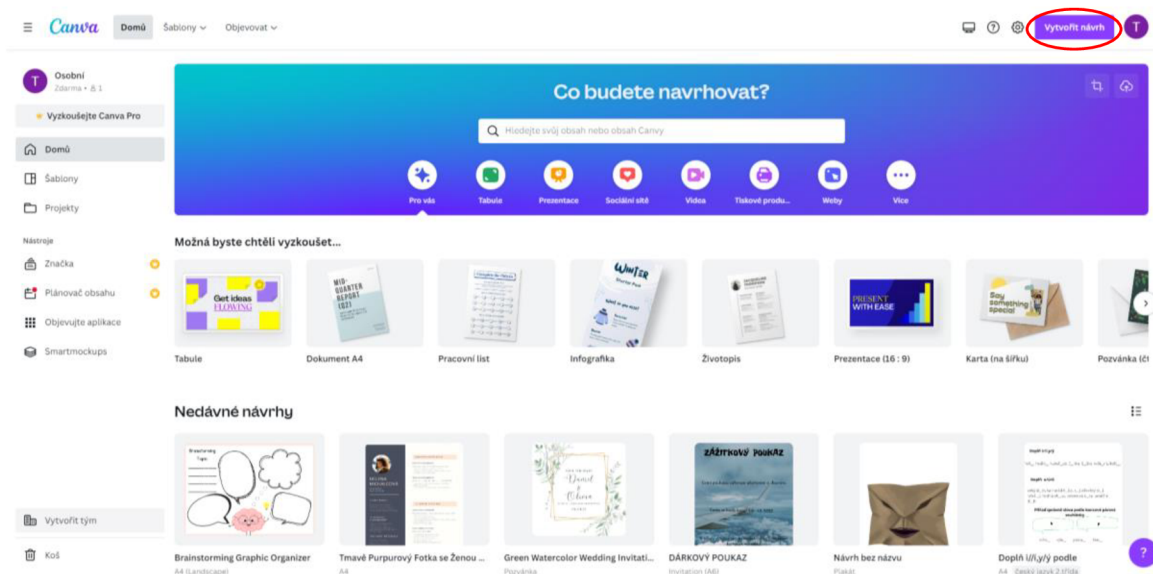 Canva
Domů
Šablony
Objevovat
Vytvořit návrh
T
T
Osobní
Zdarma • 1
Vyzkoušejte Canva Pro
Domů
Šablony
Projekty
Nástroje
Značka
Plánovač obsahu
Objevujte aplikace
Smartmockups
Vytvořit tým
Koš
Co budete navrhovat?
Hledejte svůj obsah nebo obsah Canvy
Pro vás
Tabule
Prezentace
Sociální sítě
Videa
Tiskové produ...
Weby
Více
Možná byste chtěli vyzkoušet...
Get ideas
FLOWING
MID-
QUARTER
REPORT
WINTER
PRESENT
WITH EASE
Say
something
special
Tabule
Dokument A4
Pracovní list
Infografika
Životopis
Prezentace (16 : 9)
Karta (na šířku)
Pozvánka (čt
Nedávné návrhy
Brainstorming
Topic
Daniel
&
Olivia
ZÁŽITKOVÝ POUKAZ
Brainstorming Graphic Organizer
A4 (Landscape)
Tmavě Purpurový Fotka se Ženou ...
A4
Green Watercolor Wedding Invitati...
Pozvánka
DÁRKOVÝ POUKAZ
Invitation (A6)
Návrh bez názvu
Plakát
Doplň i/í,y/ý podle
A4 český jazyk 2 třída
?